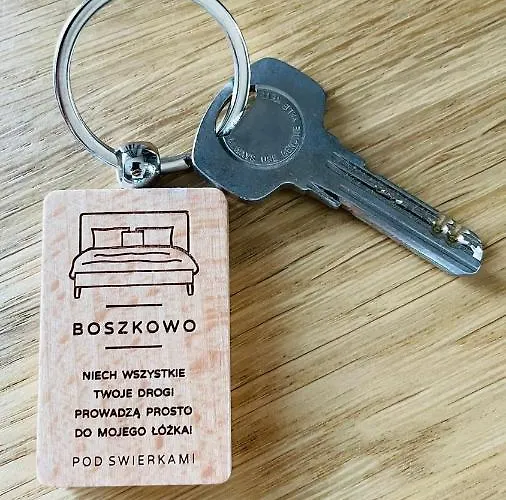 BOSZKOWO
NIECH WSZYSTKIE
TWOJE DROGI
PROWADZĄ PROSTO
DO MOJEGO ŁÓŻKA!
POD SWIERKAMI